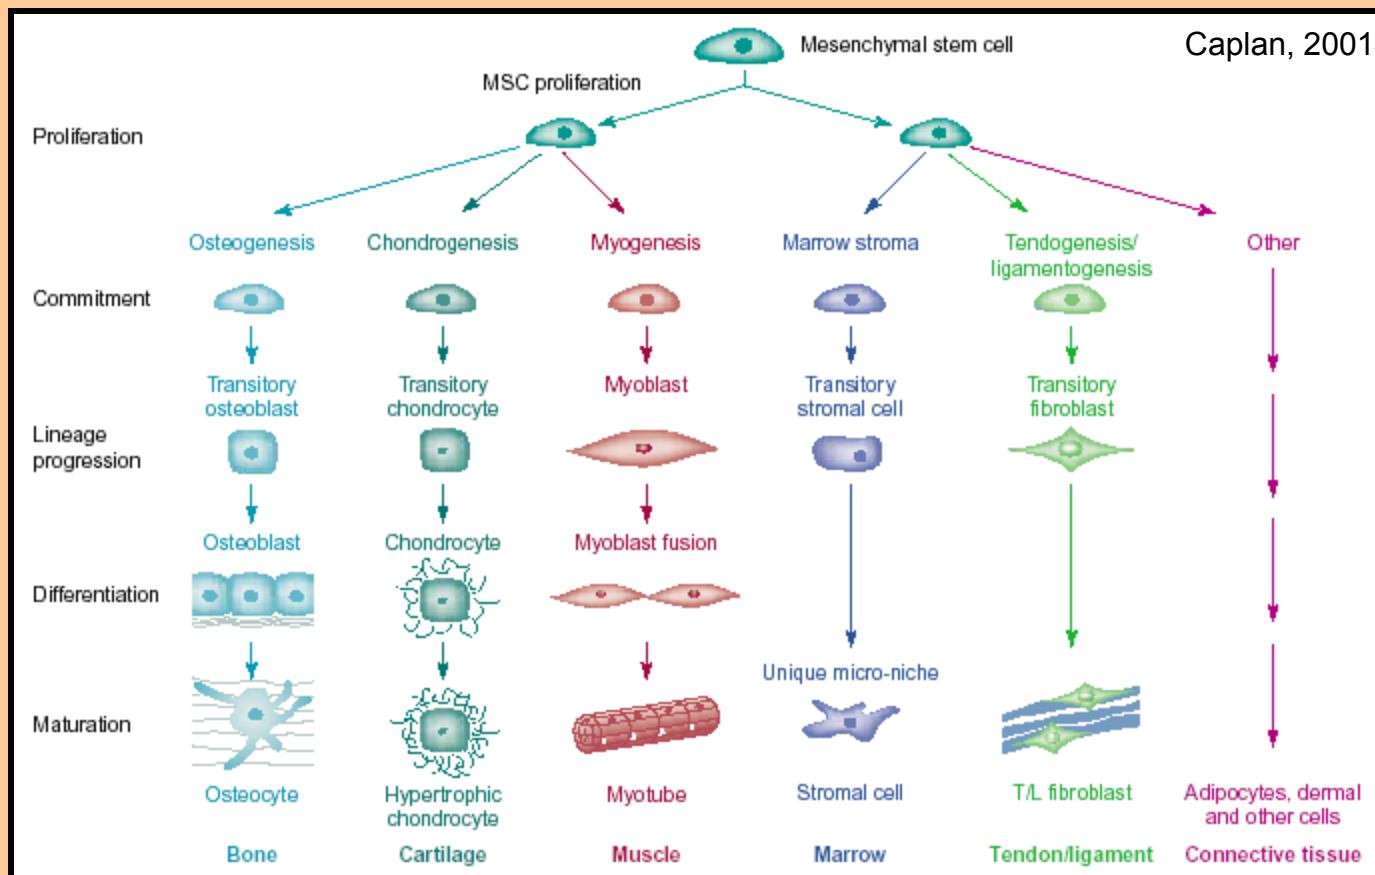 Mesenchymal stem cell
Caplan, 2001
MSC proliferation
Proliferation
Osteogenesis
Chondrogenesis
Myogenesis
Marrow stroma
Tendogenesis/
ligamentogenesis
Other
Commitment
Transitory
osteoblast
Transitory
chondrocyte
Myoblast
Transitory
stromal cell
Transitory
fibroblast
Lineage
progression
Osteoblast
Chondrocyte
Myoblast fusion
Differentiation
Unique micro-niche
Maturation
Osteocyte
Hypertrophic
chondrocyte
Myotube
Stromal cell
T/L fibroblast
Adipocytes, dermal
and other cells
Bone
Cartilage
Muscle
Marrow
Tendon/ligament
Connective tissue